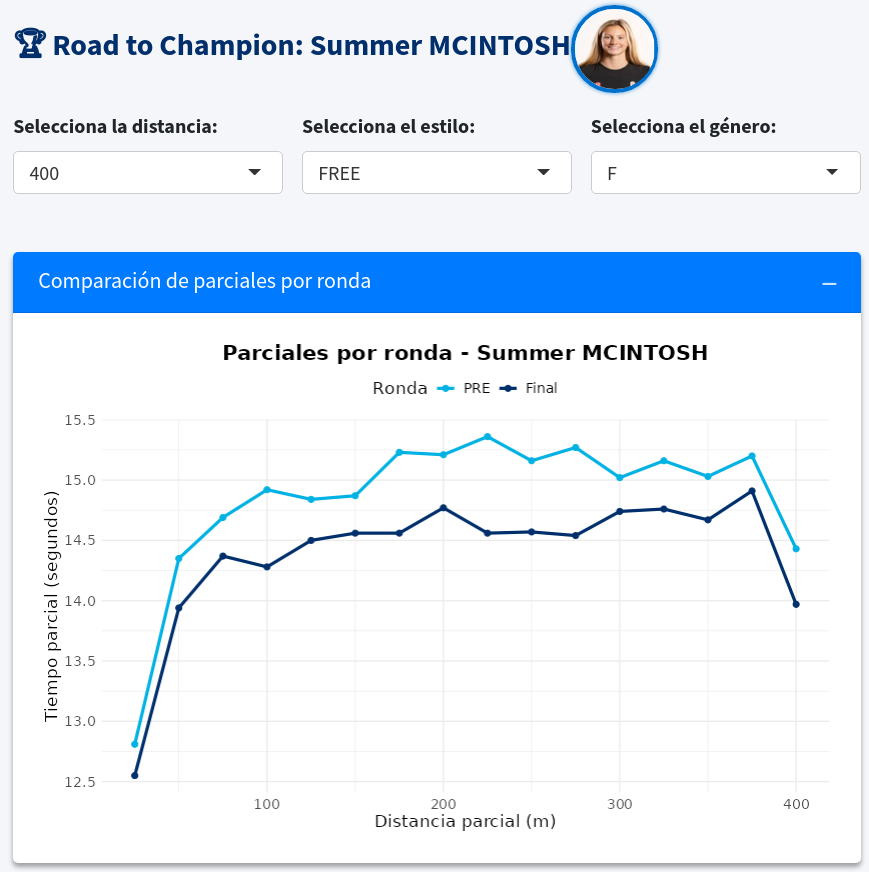 🏆 Road to Champion: Summer MCINTOSH
Selecciona la distancia: Selecciona el estilo: Selecciona el género:
400 FREE F
Comparación de parciales por ronda
Parciales por ronda - Summer MCINTOSH
Ronda PRE Final
Tiempo parcial (segundos)
15.5
15.0
14.5
14.0
13.5
13.0
12.5
100 200 300 400
Distancia parcial (m)